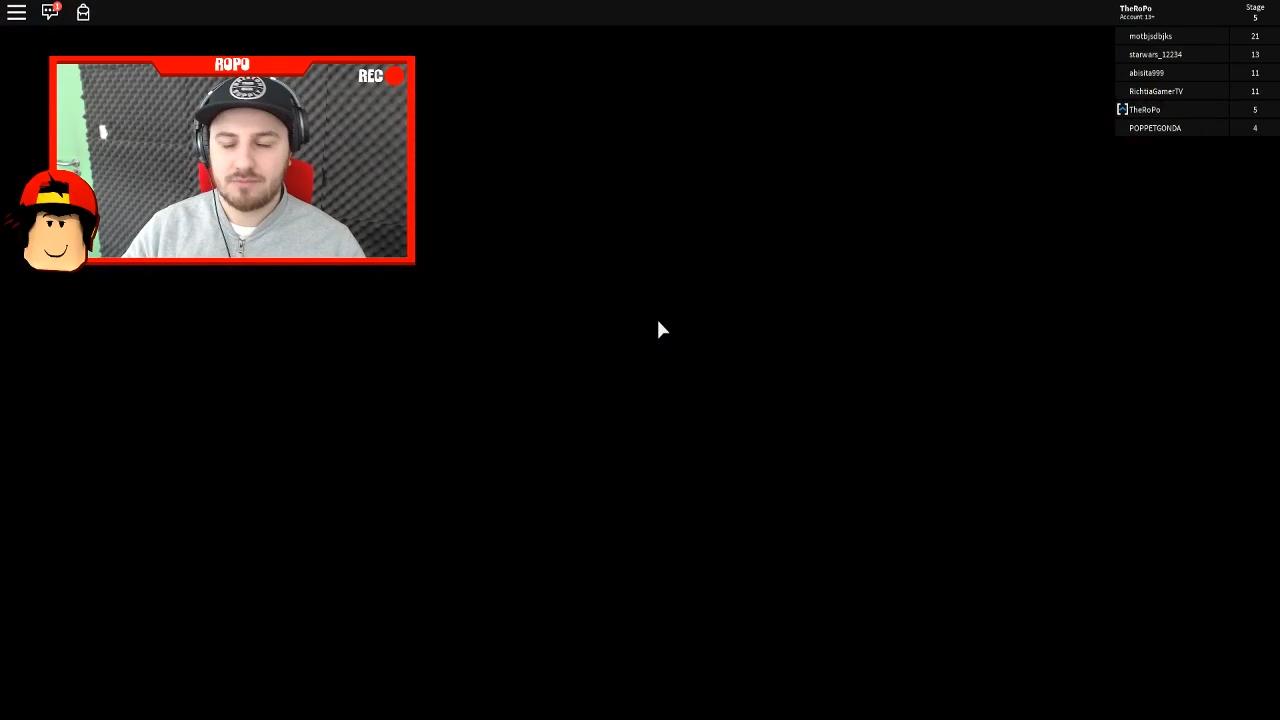 1
TheRoPo
Account: 13+
Stage
5
motbjsdbjks 21
starwars_12234 13
abisita999 11
RichtiaGamerTV 11
TheRoPo 5
POPPETGONDA 4
ROPO
REC